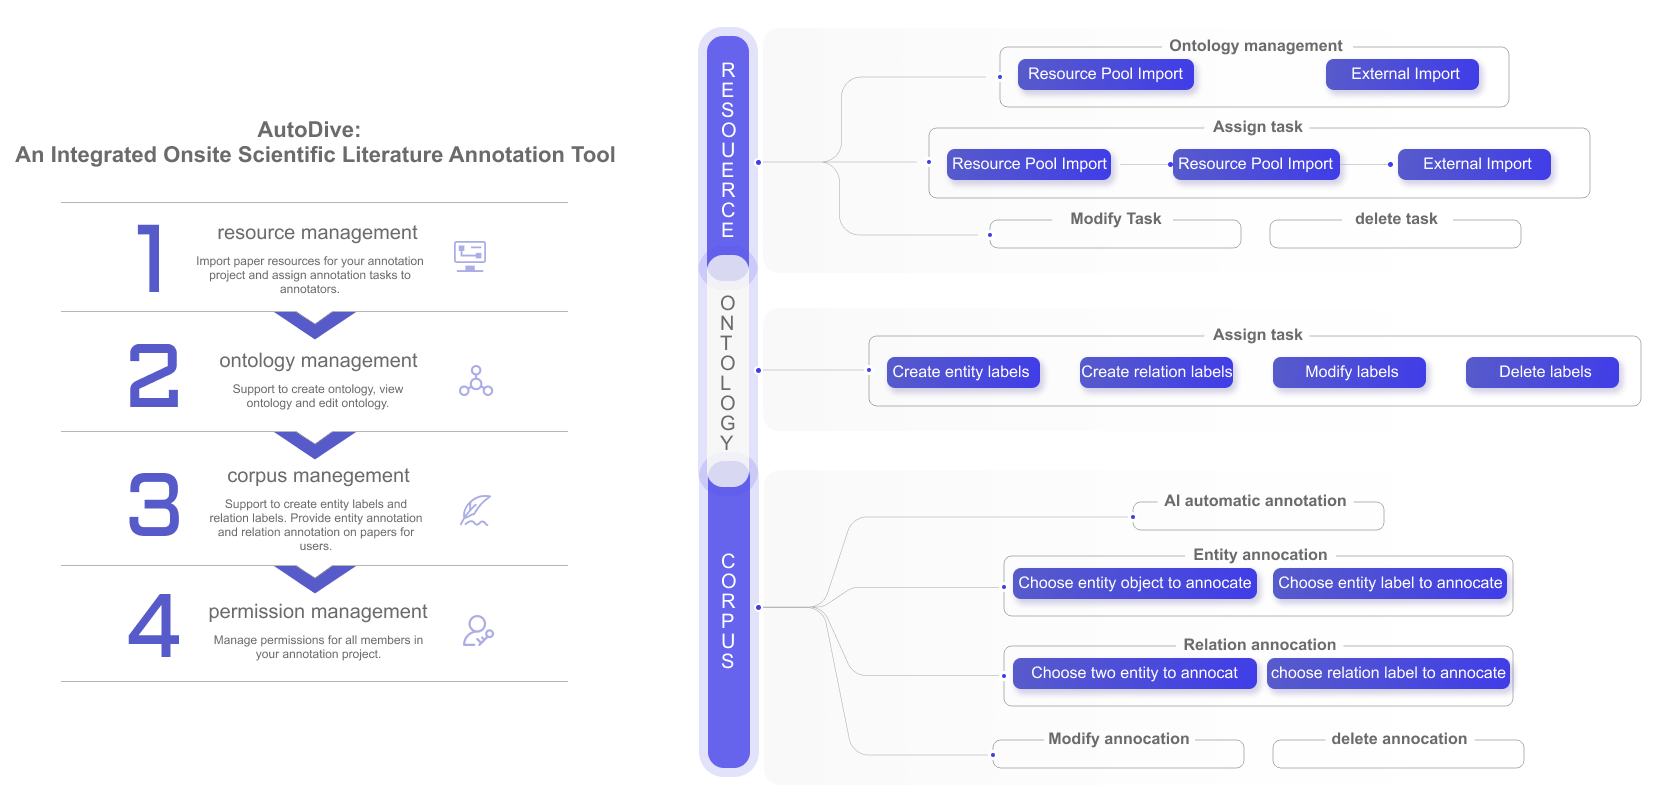 AutoDive:
An Integrated Onsite Scientific Literature Annotation Tool
1
resource management
Import paper resources for your annotation
project and assign annotation tasks to
annotators.
2
ontology management
Support to create ontology, view
ontology and edit ontology.
3
corpus manegement
Support to create entity labels and
relation labels. Provide entity annotation
and relation annotation on papers for
users.
4
permission management
Manage permissions for all members in
your annotation project.
RESOUERCE
Ontology management
Resource Pool Import
External Import
Assign task
Resource Pool Import
Resource Pool Import
External Import
Modify Task
delete task
ONTOLOGY
Assign task
Create entity labels
Create relation labels
Modify labels
Delete labels
CORPUS
AI automatic annotation
Entity annocation
Choose entity object to annocate
Choose entity label to annocate
Relation annocation
Choose two entity to annocat
choose relation label to annocate
Modify annocation
delete annocation